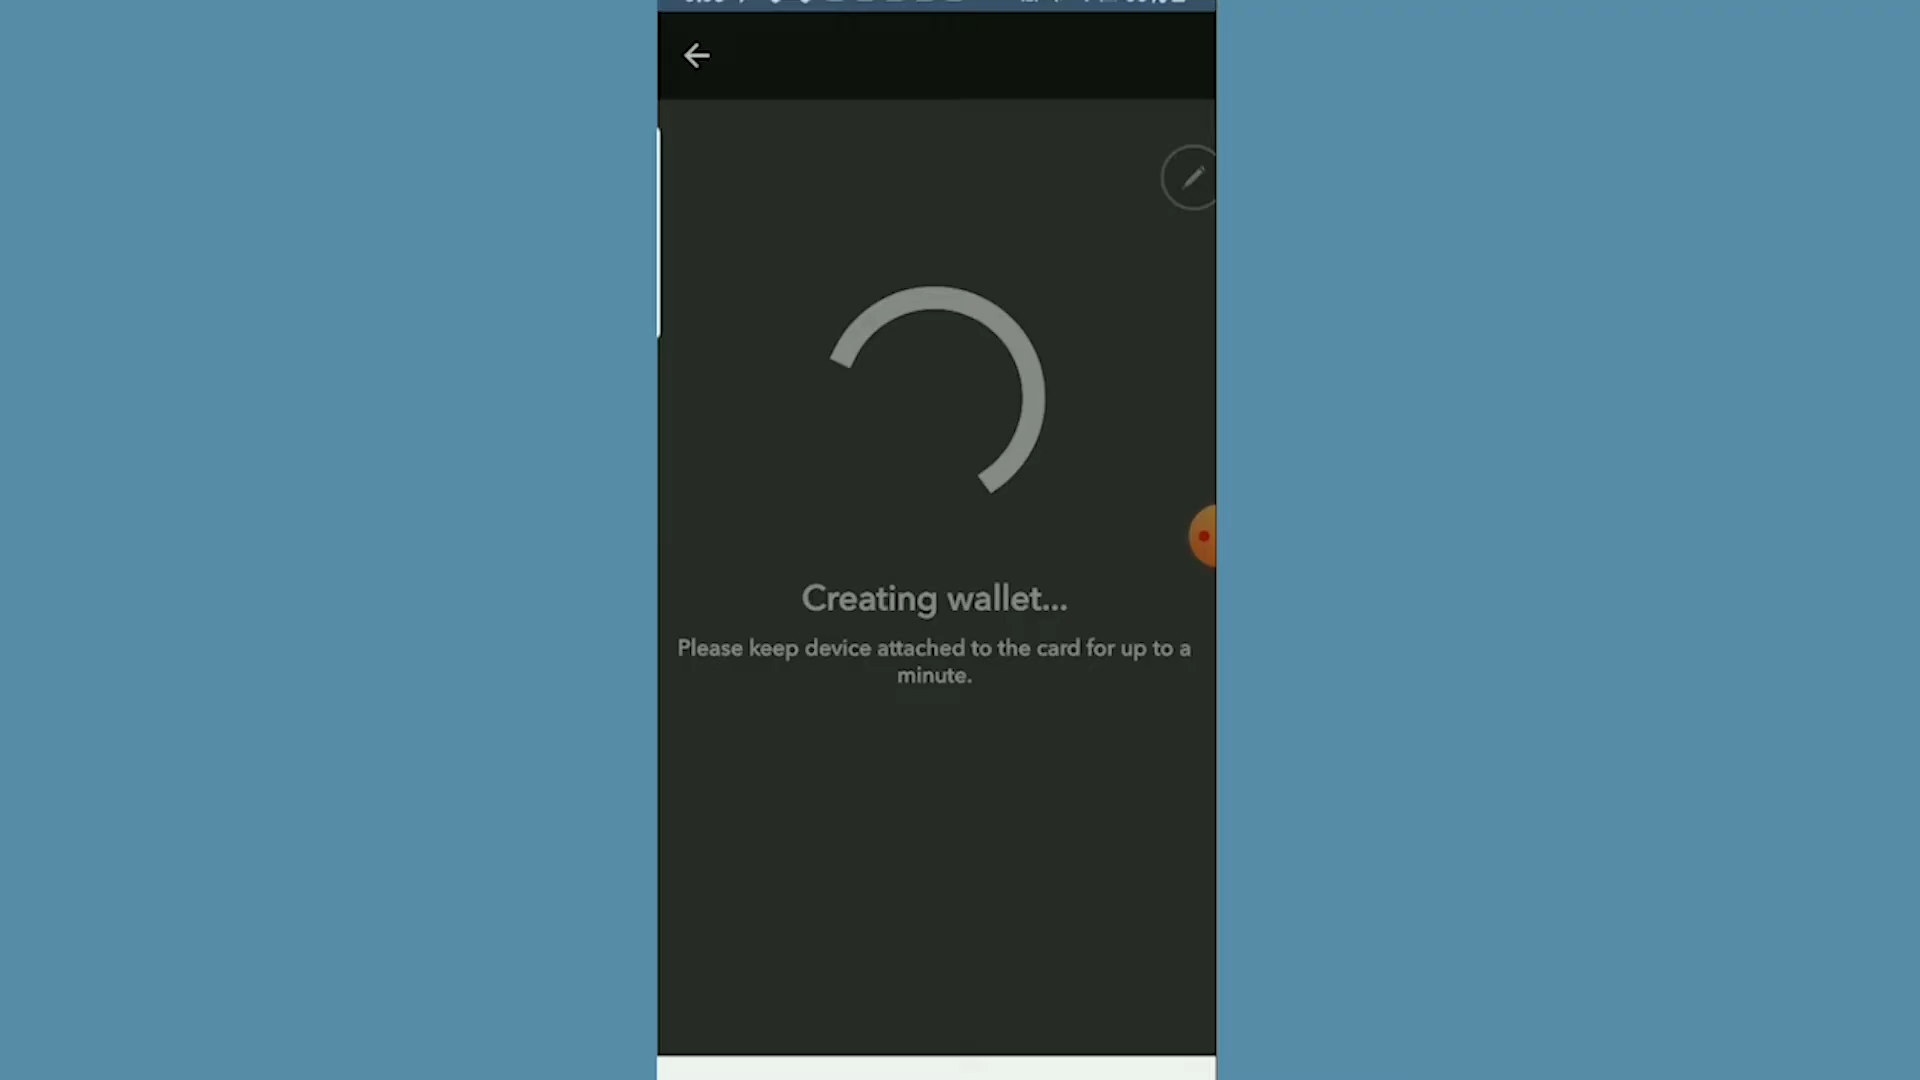 Creating wallet...
Please keep device attached to the card for up to a
minute.